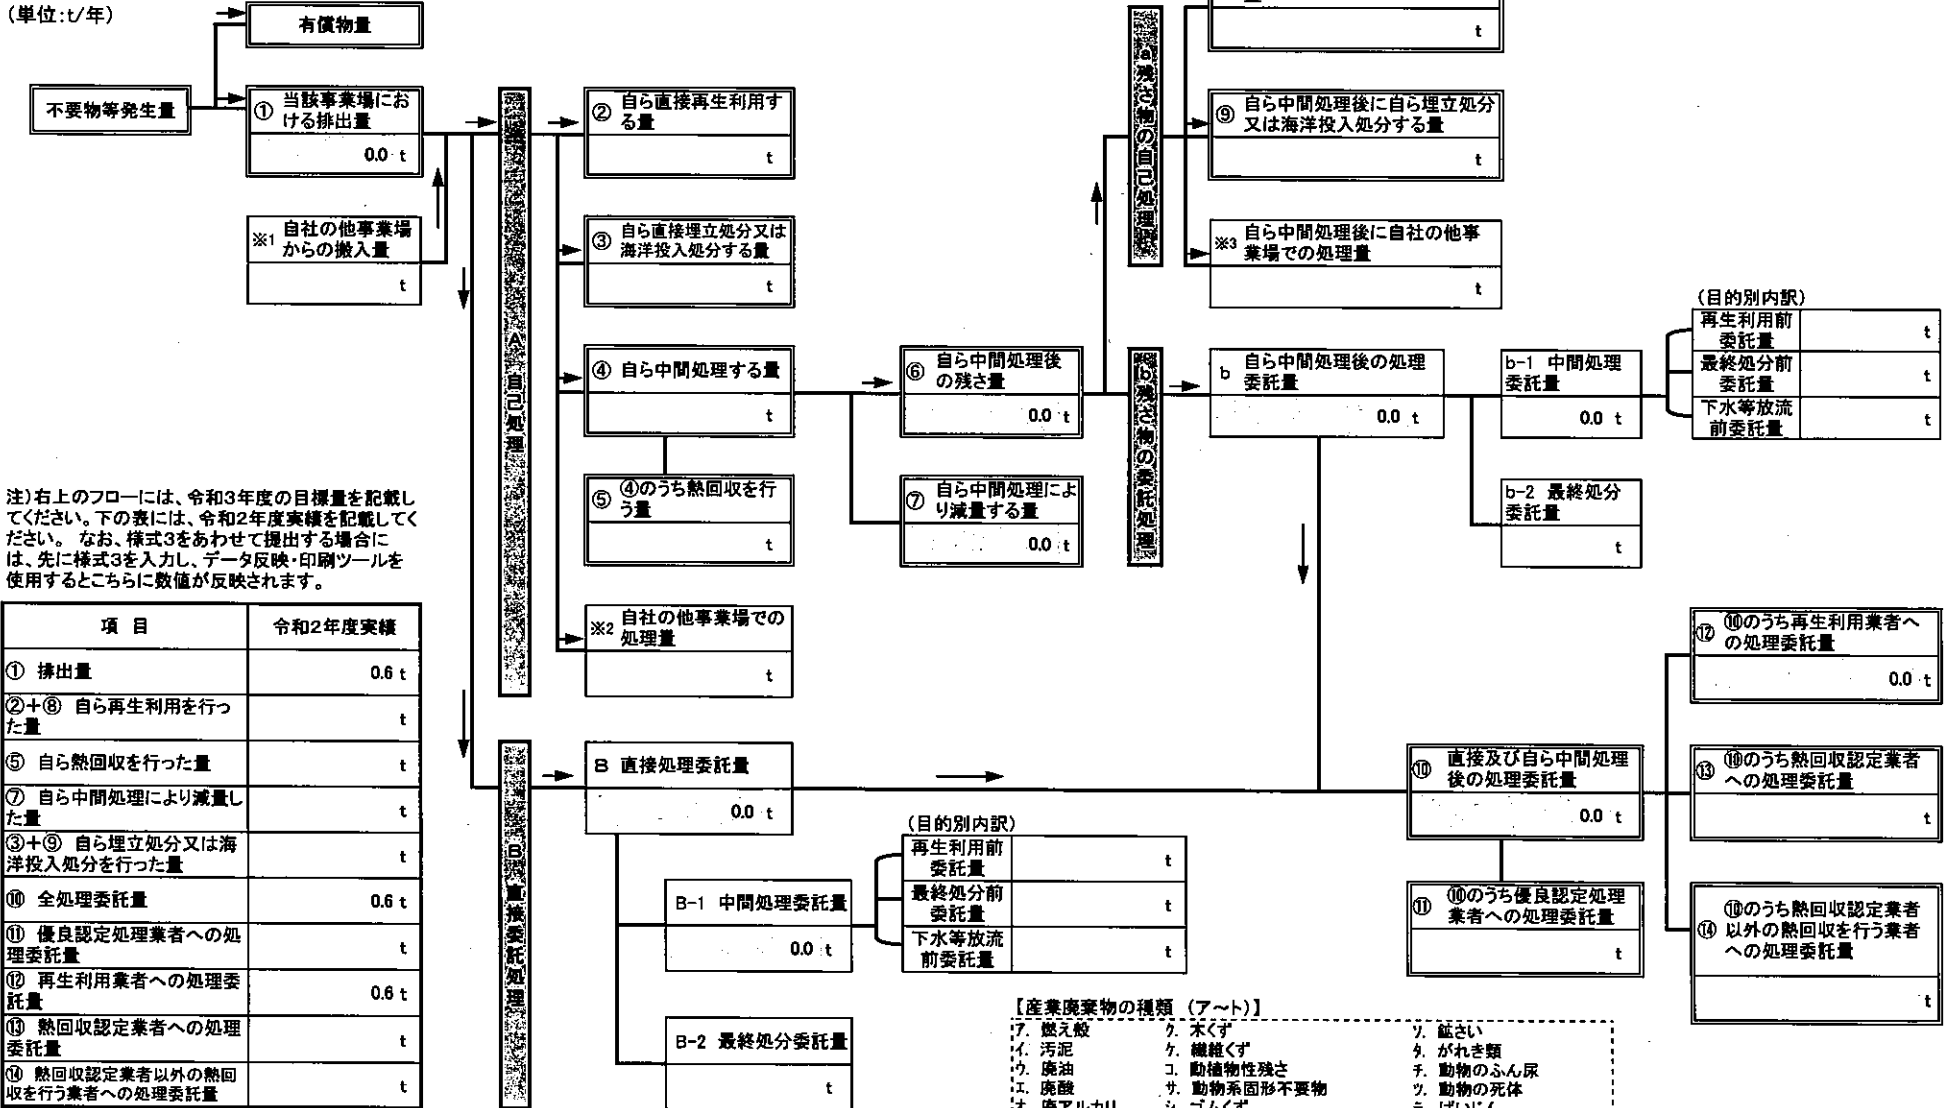 (単位:t/年)
有償物量
不要物等発生量
① 当該事業場にお
ける排出量
0.0 t
※1 自社の他事業場
からの搬入量
t
A 自己処理
② 自ら直接再生利用す
る量
t
③ 自ら直接埋立処分又は
海洋投入処分する量
t
④ 自ら中間処理する量
t
⑤ ④のうち熱回収を行
う量
t
※2 自社の他事業場での
処理量
t
⑥ 自ら中間処理後
の残さ量
0.0 t
⑦ 自ら中間処理によ
り減量する量
0.0 t
a 残さ物の自己処理
t
⑨ 自ら中間処理後に自ら埋立処分
又は海洋投入処分する量
t
※3 自ら中間処理後に自社の他事
業場での処理量
t
b 残さ物の委託処理
b 自ら中間処理後の処理
委託量
0.0 t
b-1 中間処理
委託量
0.0 t
b-2 最終処分
委託量
t
(目的別内訳)
再生利用前
委託量
t
最終処分前
委託量
t
下水等放流
前委託量
t
注)右上のフローには、令和3年度の目標量を記載し
てください。下の表には、令和2年度実績を記載してく
ださい。 なお、様式3をあわせて提出する場合に
は、先に様式3を入力し、データ反映・印刷ツールを
使用するとこちらに数値が反映されます。
項 目 令和2年度実績
① 排出量 0.6 t
②+⑧ 自ら再生利用を行っ
た量 t
⑤ 自ら熱回収を行った量 t
⑦ 自ら中間処理により減量し
た量 t
③+⑨ 自ら埋立処分又は海
洋投入処分を行った量 t
⑩ 全処理委託量 0.6 t
⑪ 優良認定処理業者への処
理委託量 t
⑫ 再生利用業者への処理委
託量 0.6 t
⑬ 熱回収認定業者への処理
委託量 t
⑭ 熱回収認定業者以外の熱回
収を行う業者への処理委託量 t
B 直接委託処理
B 直接処理委託量
0.0 t
B-1 中間処理委託量
0.0 t
B-2 最終処分委託量
t
(目的別内訳)
再生利用前
委託量
t
最終処分前
委託量
t
下水等放流
前委託量
t
⑩ 直接及び自ら中間処理
後の処理委託量
0.0 t
⑪ ⑩のうち優良認定処理
業者への処理委託量
t
⑫ ⑩のうち再生利用業者へ
の処理委託量
0.0 t
⑬ ⑩のうち熱回収認定業者
への処理委託量
t
⑭ ⑩のうち熱回収認定業者
以外の熱回収を行う業者
への処理委託量
t
【産業廃棄物の種類 (ア~ト)】
ア. 燃え殻 ク. 木くず ソ. 鉱さい
イ. 汚泥 ケ. 繊維くず タ. がれき類
ウ. 廃油 コ. 動植物性残さ チ. 動物のふん尿
エ. 廃酸 サ. 動物系固形不要物 ツ. 動物の死体
オ. 廃アルカリ シ. ゴムくず テ. ばいじん